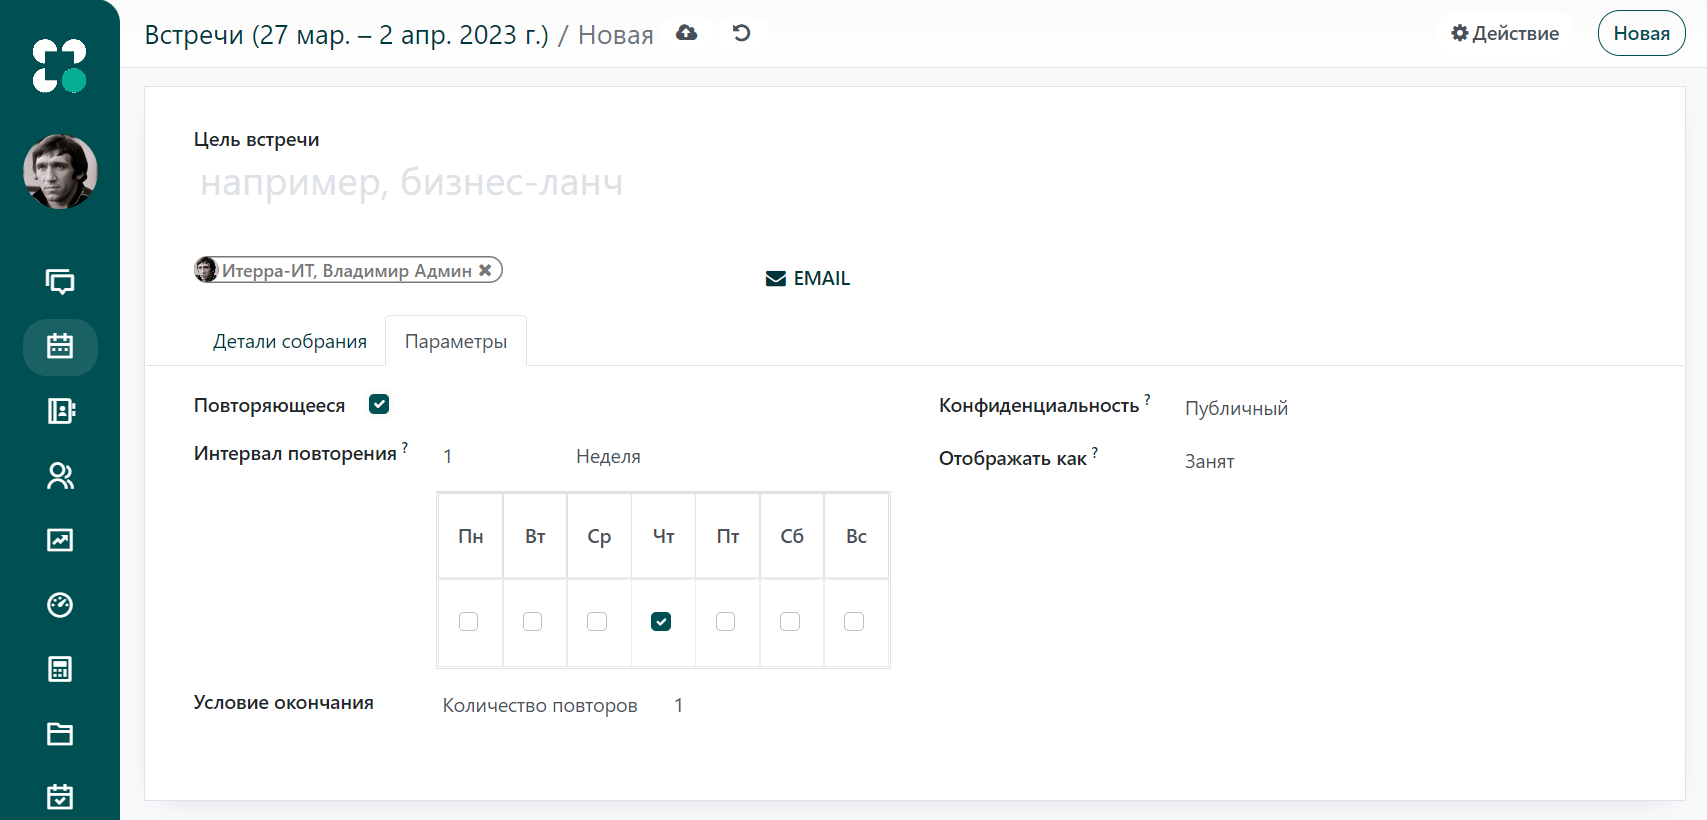 Встречи (27 мар. – 2 апр. 2023 г.) / Новая
Действие
Новая
Цель встречи
например, бизнес-ланч
Итерра-ИТ, Владимир Админ
EMAIL
Детали собрания
Параметры
Повторяющееся
Интервал повторения ?
1
Неделя
Пн Вт Ср Чт Пт Сб Вс
Условие окончания
Количество повторов
1
Конфиденциальность ?
Публичный
Отображать как ?
Занят